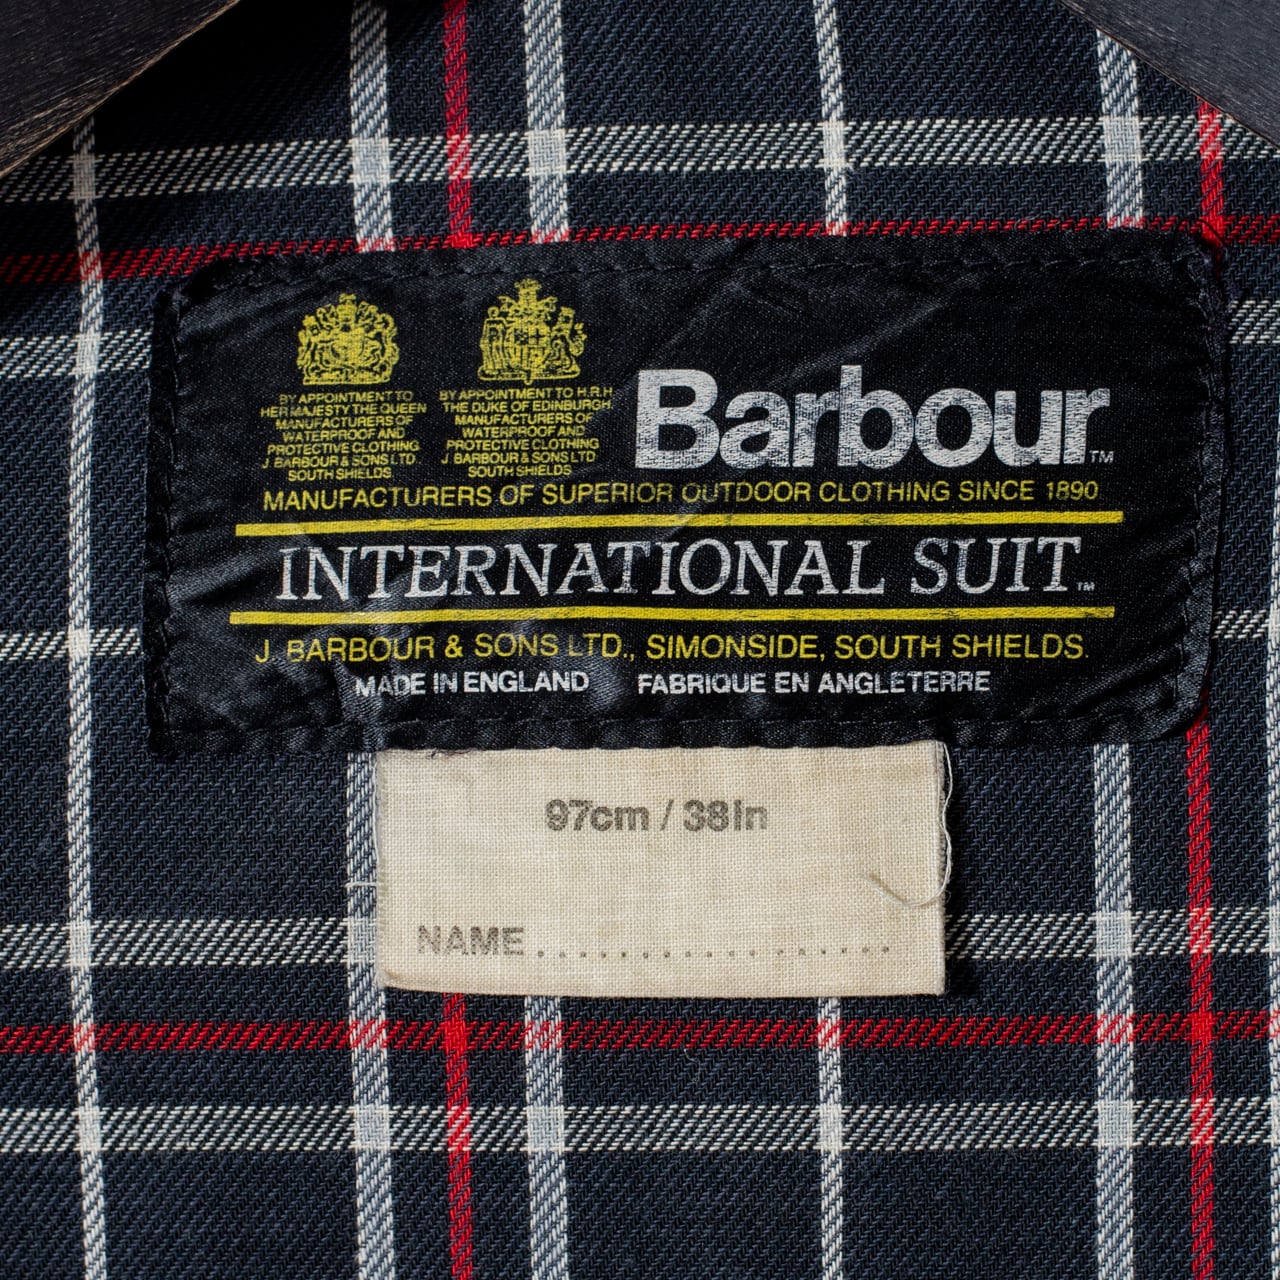 BY APPOINTMENT TO
HER MAJESTY THE QUEEN
MANUFACTURERS OF
WATERPROOF AND
PROTECTIVE CLOTHING
J. BARBOUR & SONS LTD.
SOUTH SHIELDS
BY APPOINTMENT TO H.R.H
THE DUKE OF EDINBURGH
MANUFACTURERS OF
WATERPROOF AND
PROTECTIVE CLOTHING
J. BARBOUR & SONS LTD
SOUTH SHIELDS
Barbour™
MANUFACTURERS OF SUPERIOR OUTDOOR CLOTHING SINCE 1890
INTERNATIONAL SUIT™
J. BARBOUR & SONS LTD., SIMONSIDE, SOUTH SHIELDS.
MADE IN ENGLAND FABRIQUE EN ANGLETERRE
97cm / 38in
NAME..................